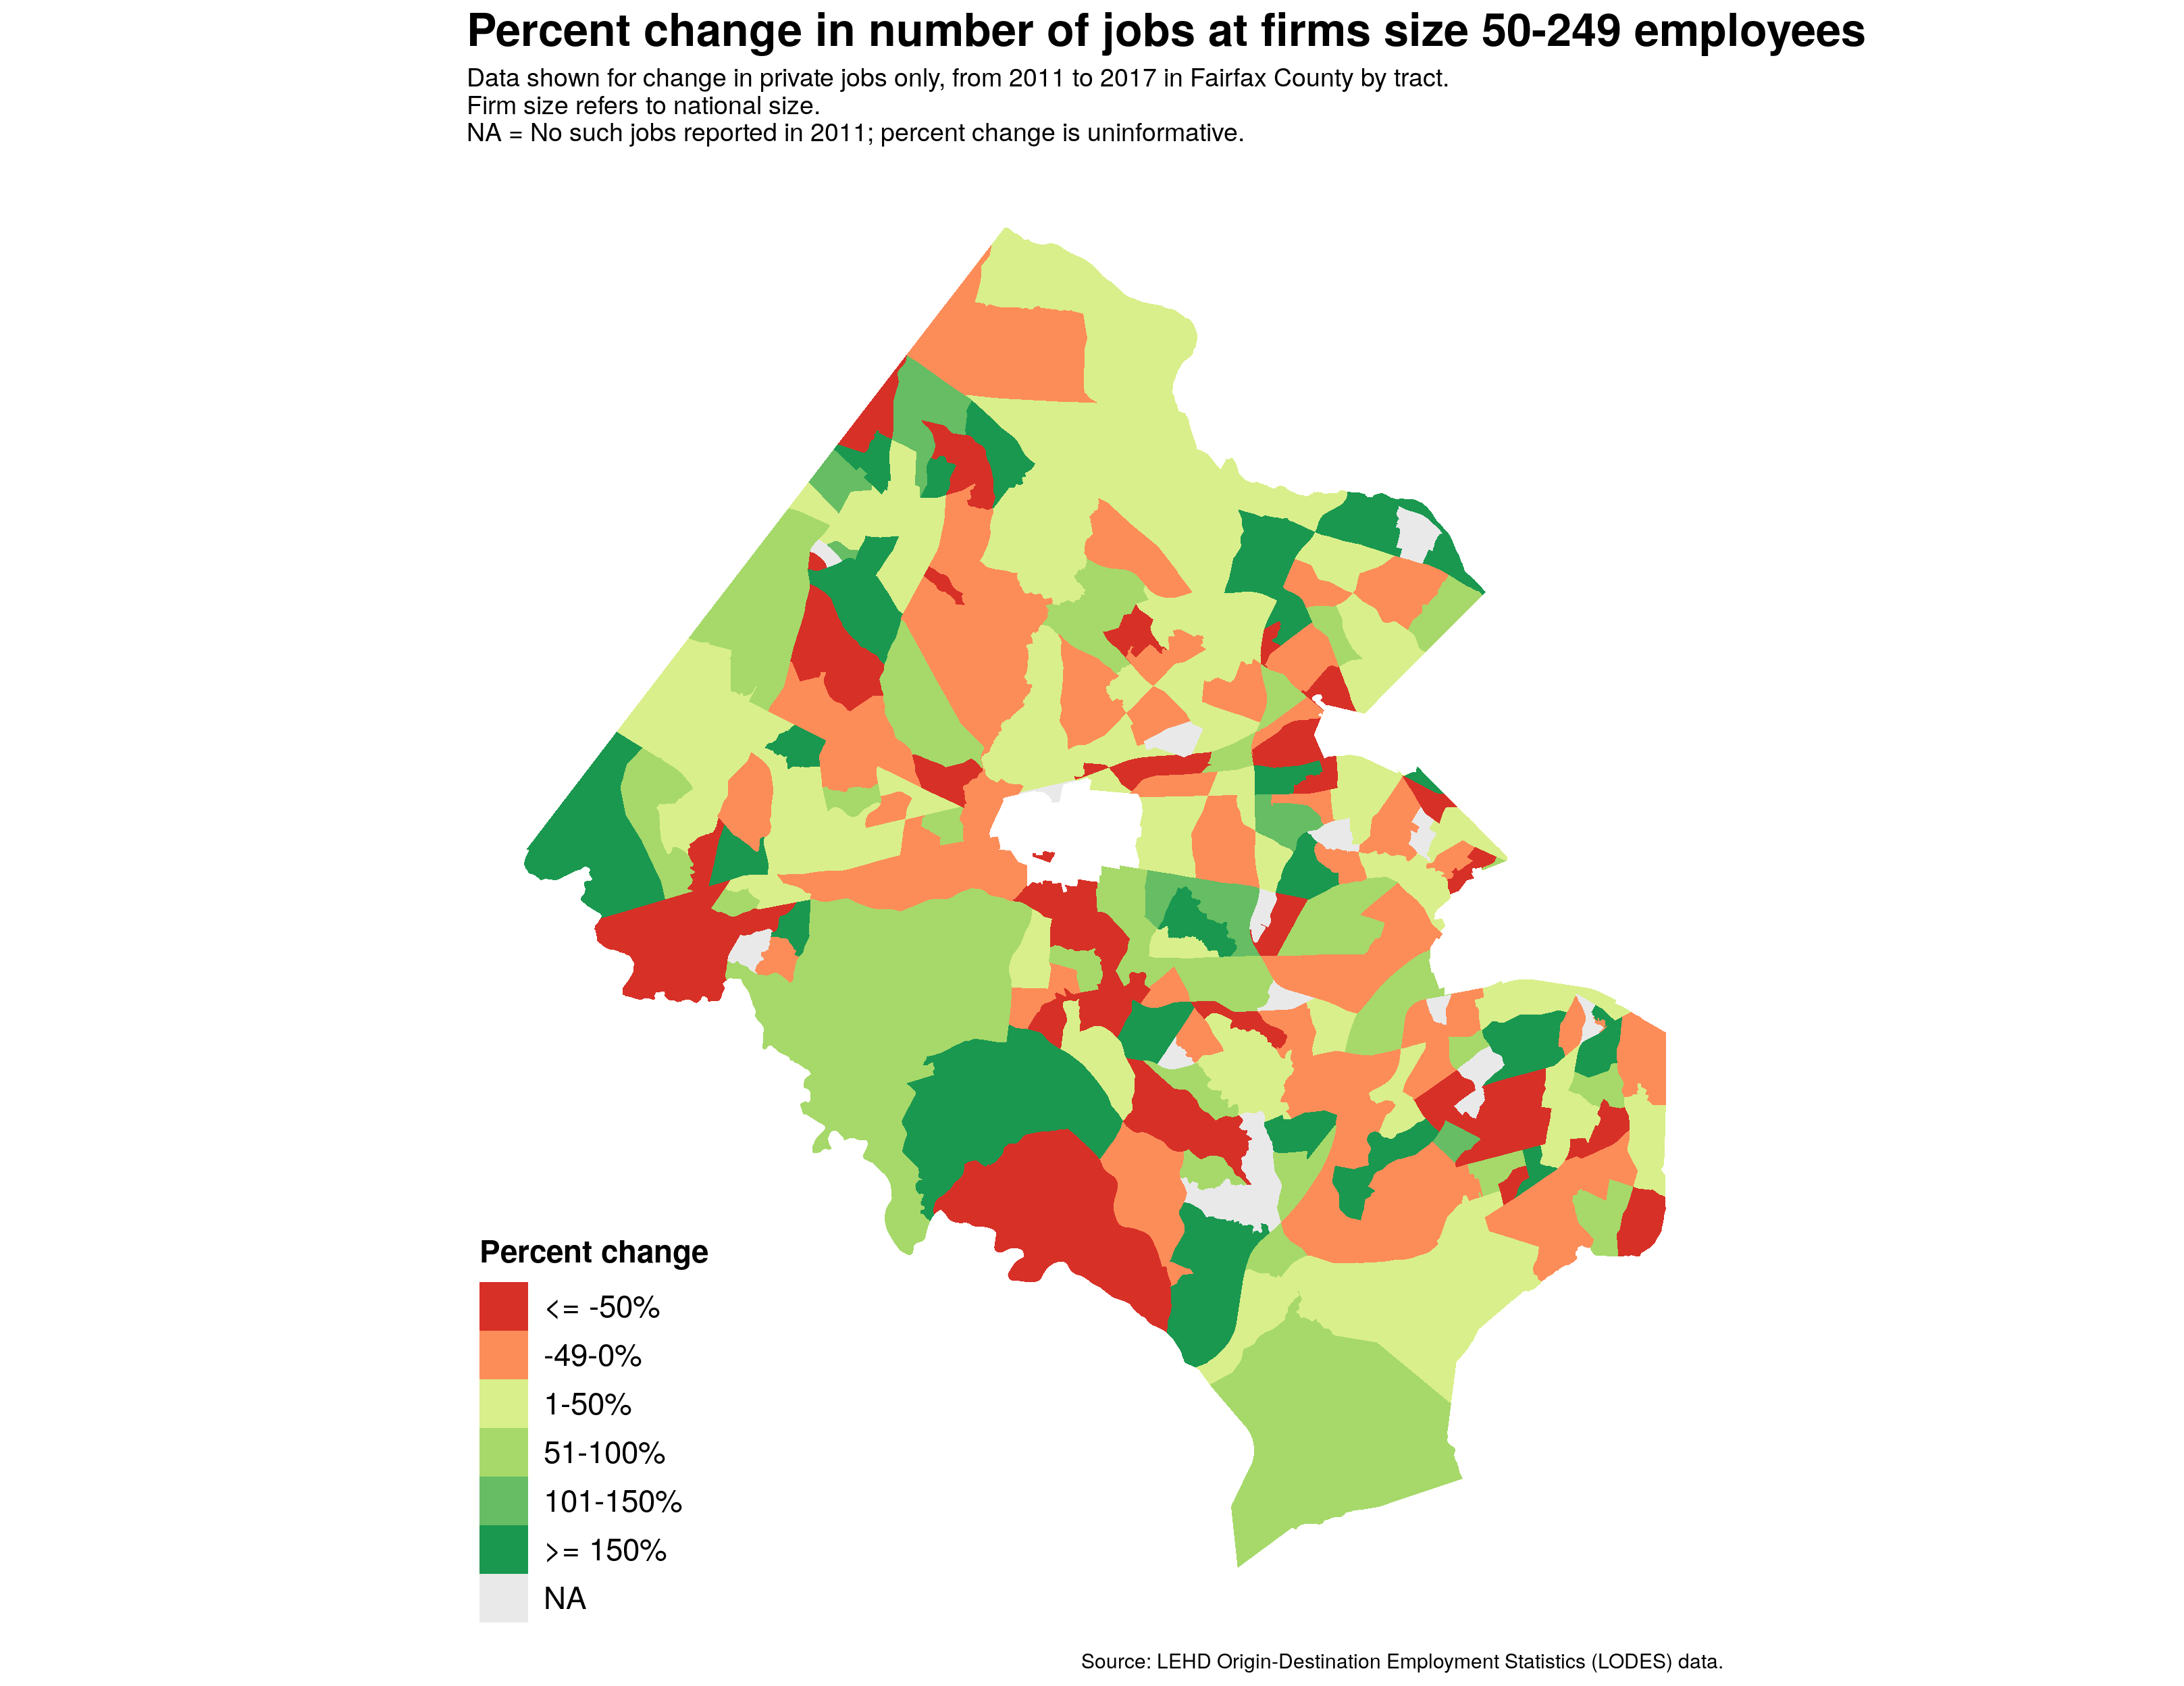 Percent change in number of jobs at firms size 50-249 employees
Data shown for change in private jobs only, from 2011 to 2017 in Fairfax County by tract.
Firm size refers to national size.
NA = No such jobs reported in 2011; percent change is uninformative.
Percent change
<= -50%
-49-0%
1-50%
51-100%
101-150%
>= 150%
NA
Source: LEHD Origin-Destination Employment Statistics (LODES) data.